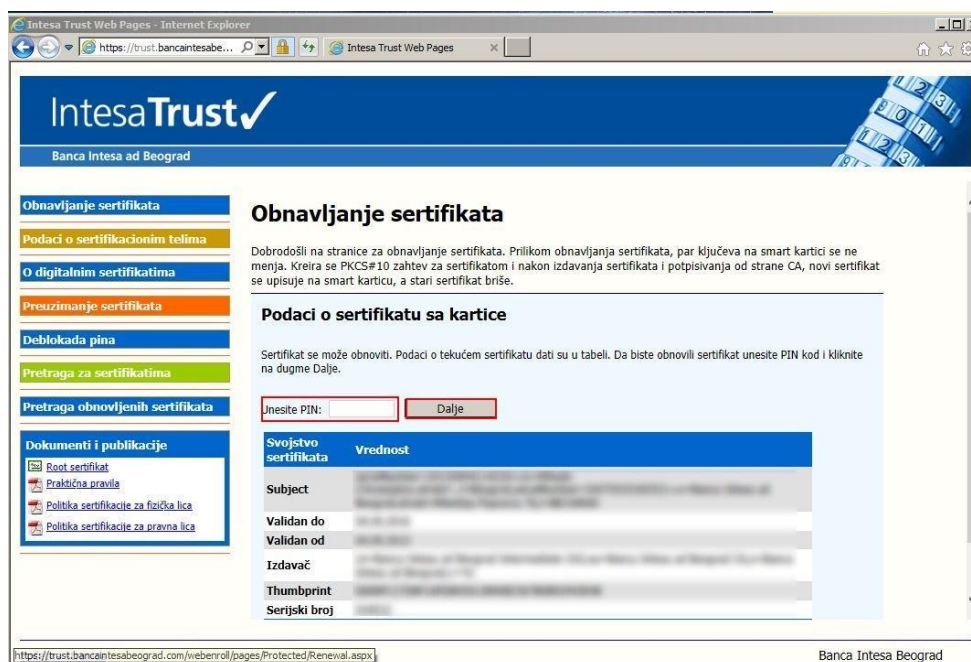 Intesa Trust Web Pages - Internet Explorer
https://trust.bancaintesabe...
Intesa Trust Web Pages
IntesaTrust
Banca Intesa ad Beograd
Obnavljanje sertifikata
Podaci o sertifikacionim telima
O digitalnim sertifikatima
Preuzimanje sertifikata
Deblokada pina
Pretraga za sertifikatima
Pretraga obnovljenih sertifikata
Dokumenti i publikacije
Root sertifikat
Praktična pravila
Politika sertifikacije za fizička lica
Politika sertifikacije za pravna lica
Obnavljanje sertifikata
Dobrodošli na stranice za obnavljanje sertifikata. Prilikom obnavljanja sertifikata, par ključeva na smart kartici se ne
menja. Kreira se PKCS#10 zahtev za sertifikatom i nakon izdavanja sertifikata i potpisivanja od strane CA, novi sertifikat
se upisuje na smart karticu, a stari sertifikat briše.
Podaci o sertifikatu sa kartice
Sertifikat se može obnoviti. Podaci o tekućem sertifikatu dati su u tabeli. Da biste obnovili sertifikat unesite PIN kod i kliknite
na dugme Dalje.
Unesite PIN:
Dalje
Svojstvo
sertifikata
Vrednost
Subject
Validan do
Validan od
Izdavač
Thumbprint
Serijski broj
https://trust.bancaintesabeograd.com/webenroll/pages/Protected/Renewal.aspx
Banca Intesa Beograd